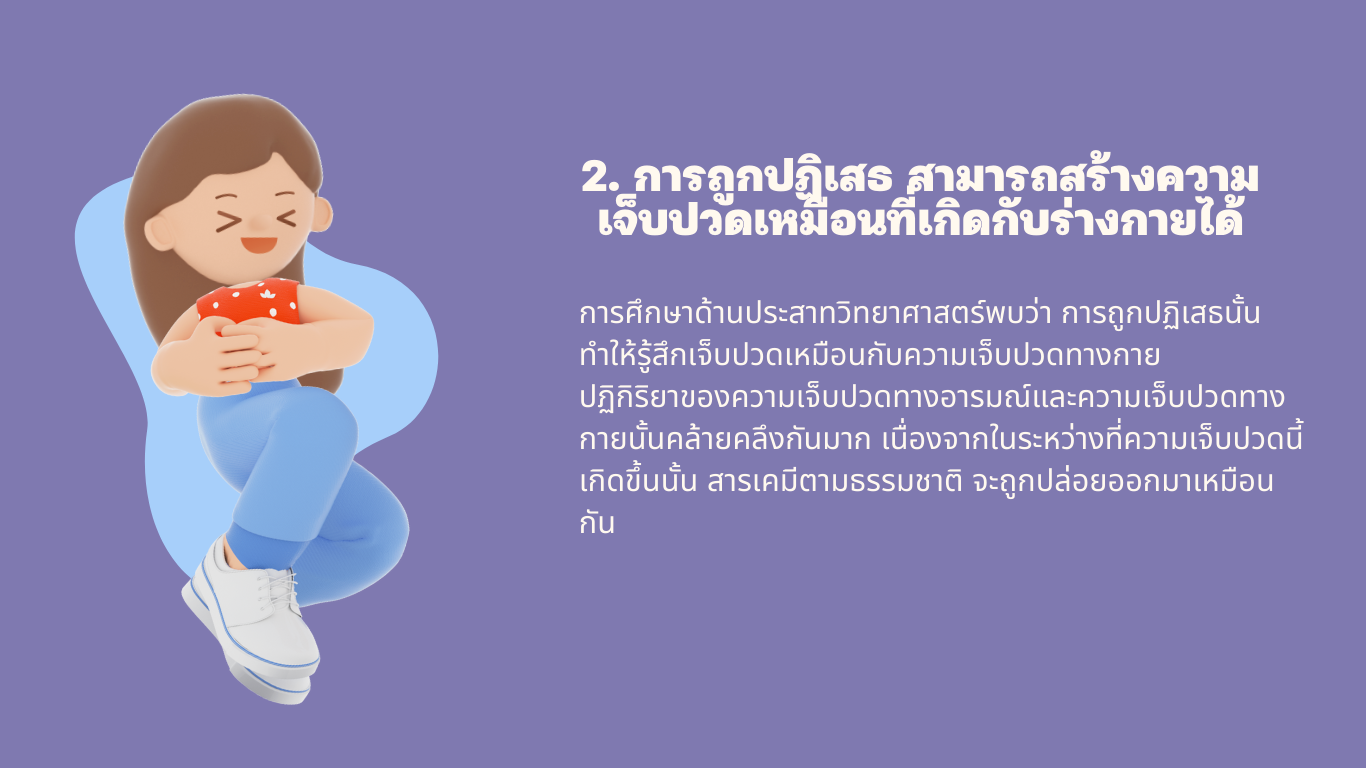 2. การถูกปฏิเสธ สามารถสร้างความ
เจ็บปวดเหมือนที่เกิดกับร่างกายได้
การศึกษาด้านประสาทวิทยาศาสตร์พบว่า การถูกปฏิเสธนั้น
ทำให้รู้สึกเจ็บปวดเหมือนกับความเจ็บปวดทางกาย
ปฏิกิริยาของความเจ็บปวดทางอารมณ์และความเจ็บปวดทาง
กายนั้นคล้ายคลึงกันมาก เนื่องจากในระหว่างที่ความเจ็บปวดนี้
เกิดขึ้นนั้น สารเคมีตามธรรมชาติ จะถูกปล่อยออกมาเหมือน
กัน